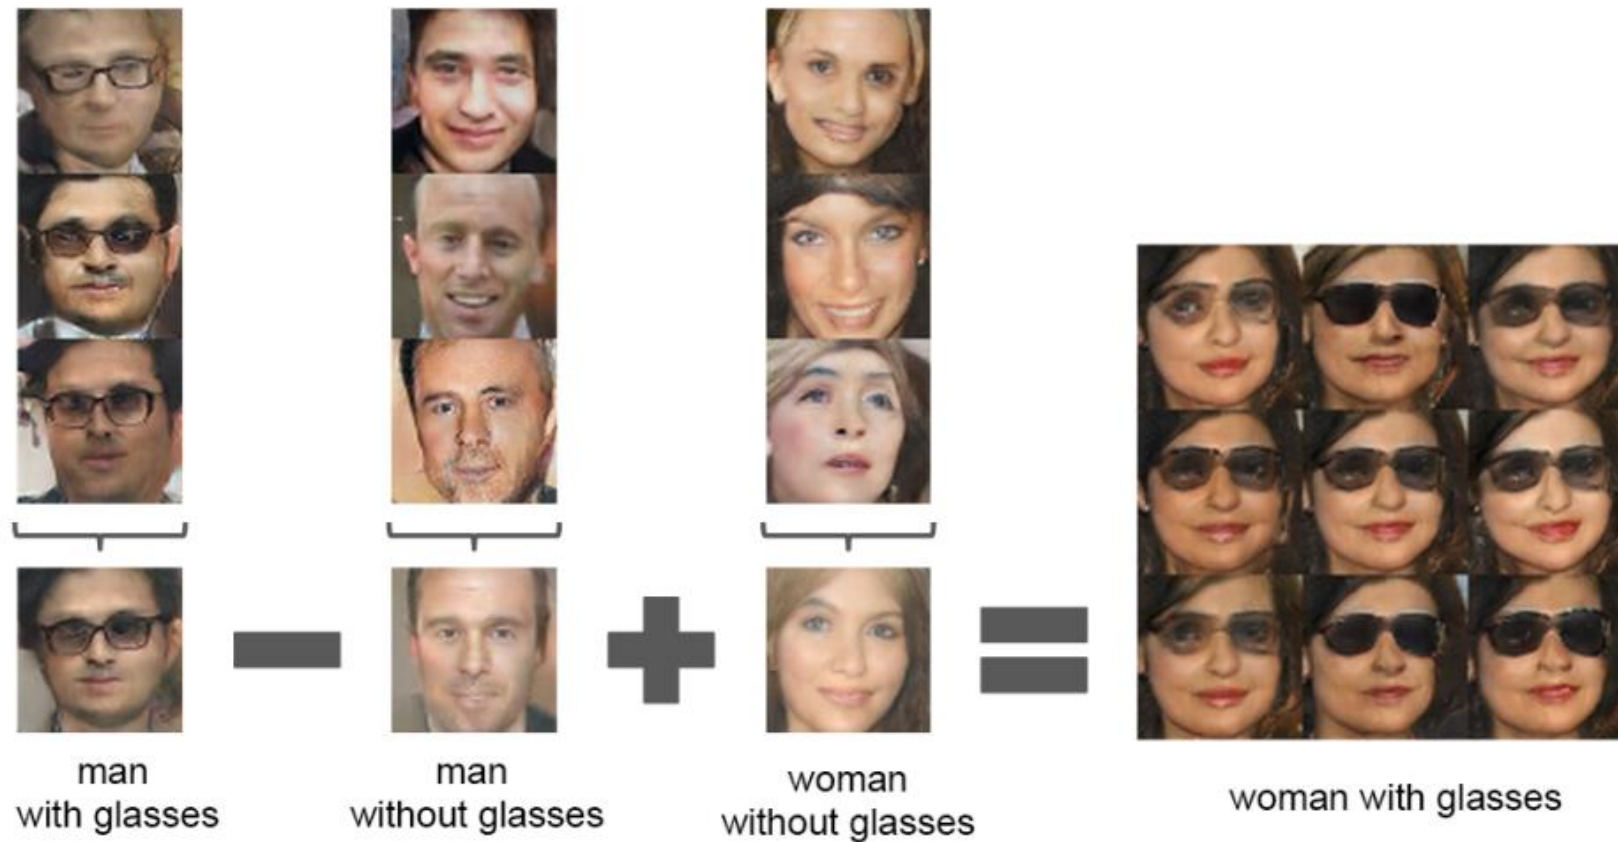 man
with glasses
man
without glasses
woman
without glasses
woman with glasses